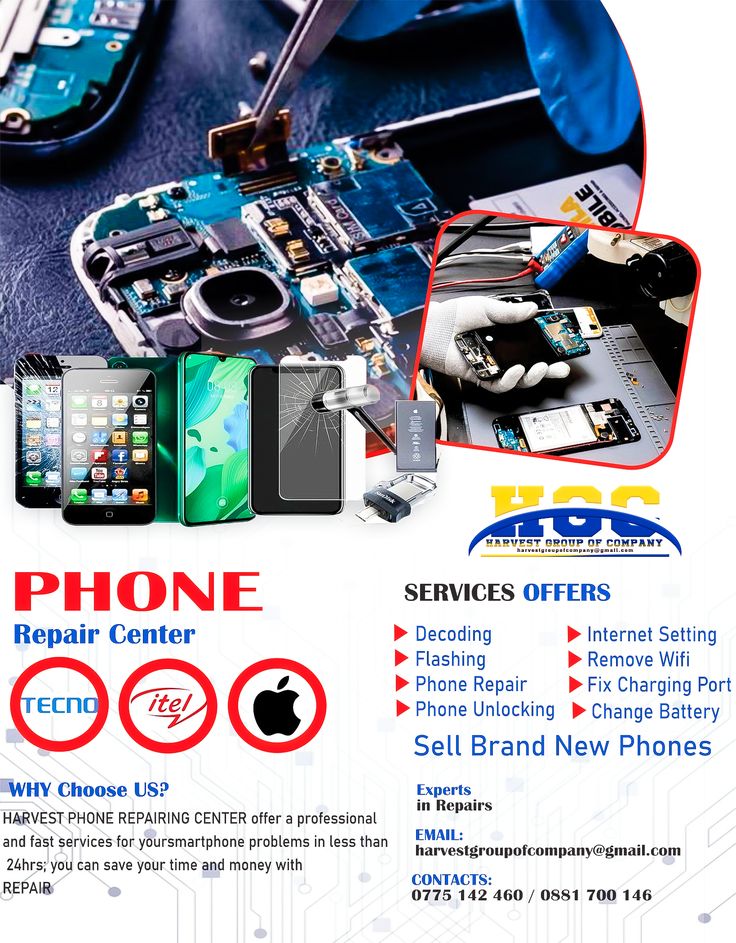 MOBILE
SIM Card
SanDisk
HGC
HARVEST GROUP OF COMPANY
harvestgroupofcompany@gmail.com
PHONE
Repair Center
TECNO
itel
WHY Choose US?
HARVEST PHONE REPAIRING CENTER offer a professional
and fast services for yoursmartphone problems in less than
24hrs; you can save your time and money with
REPAIR
SERVICES OFFERS
Decoding
Flashing
Phone Repair
Phone Unlocking
Internet Setting
Remove Wifi
Fix Charging Port
Change Battery
Sell Brand New Phones
Experts
in Repairs
EMAIL:
harvestgroupofcompany@gmail.com
CONTACTS:
0775 142 460 / 0881 700 146